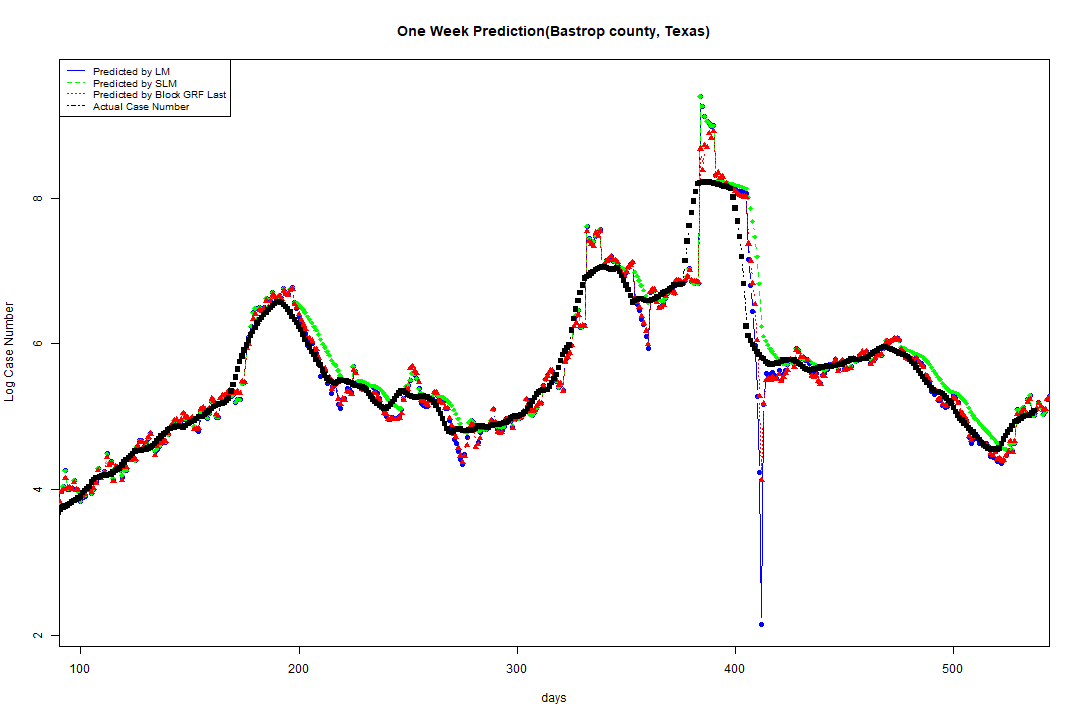 One Week Prediction(Bastrop county, Texas)
Predicted by LM
Predicted by SLM
Predicted by Block GRF Last
Actual Case Number
Log Case Number
8
6
4
2
100 200 300 400 500
days